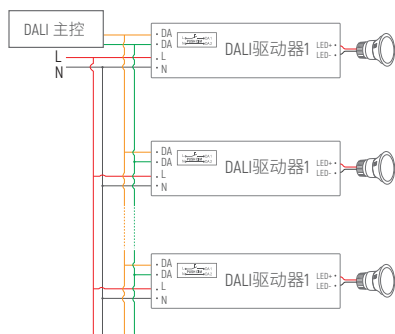 DALI 主控
L
N
DA
DA
L
N
DALI驱动器1
LED+
LED-
DA
DA
L
N
DALI驱动器1
LED+
LED-
DA
DA
L
N
DALI驱动器1
LED+
LED-